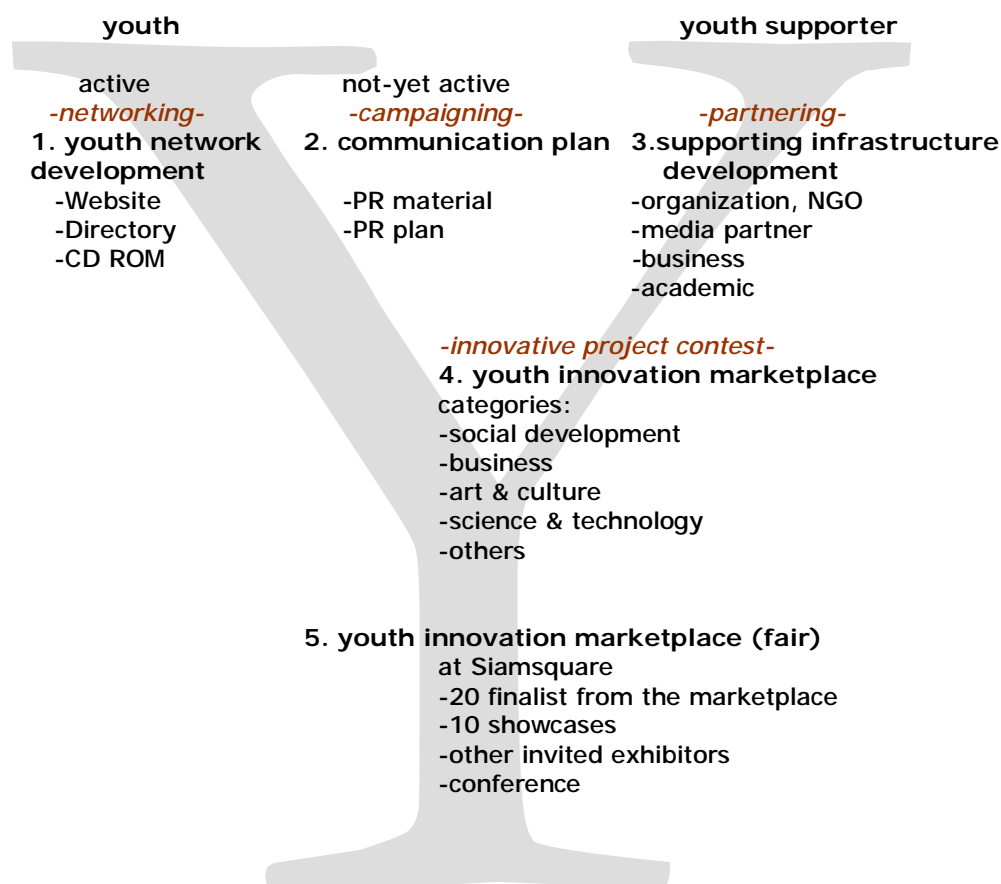 youth
youth supporter
active
-networking-
1. youth network
development
-Website
-Directory
-CD ROM
not-yet active
-campaigning-
2. communication plan
-PR material
-PR plan
-partnering-
3.supporting infrastructure
development
-organization, NGO
-media partner
-business
-academic
-innovative project contest-
4. youth innovation marketplace
categories:
-social development
-business
-art & culture
-science & technology
-others
5. youth innovation marketplace (fair)
at Siamsquare
-20 finalist from the marketplace
-10 showcases
-other invited exhibitors
-conference
Y